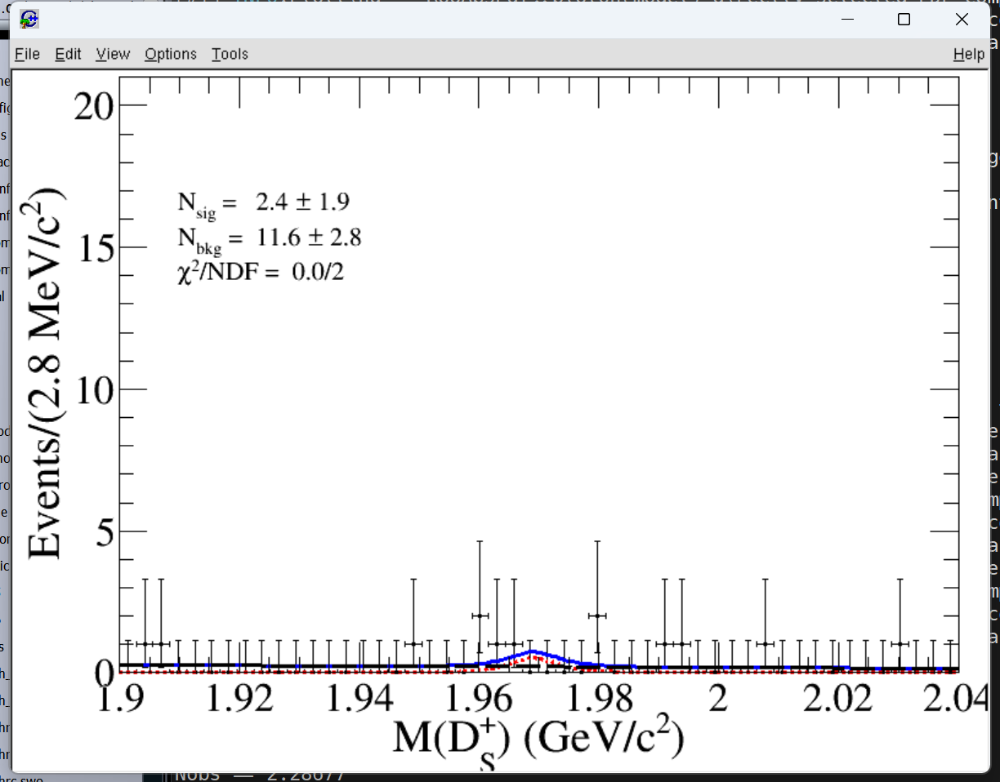 File Edit View Options Tools Help
20
N_sig = 2.4 ± 1.9
N_bkg = 11.6 ± 2.8
χ²/NDF = 0.0/2
15
10
5
0
Events/(2.8 MeV/c²)
1.9 1.92 1.94 1.96 1.98 2 2.02 2.04
M(D_S^+) (GeV/c²)